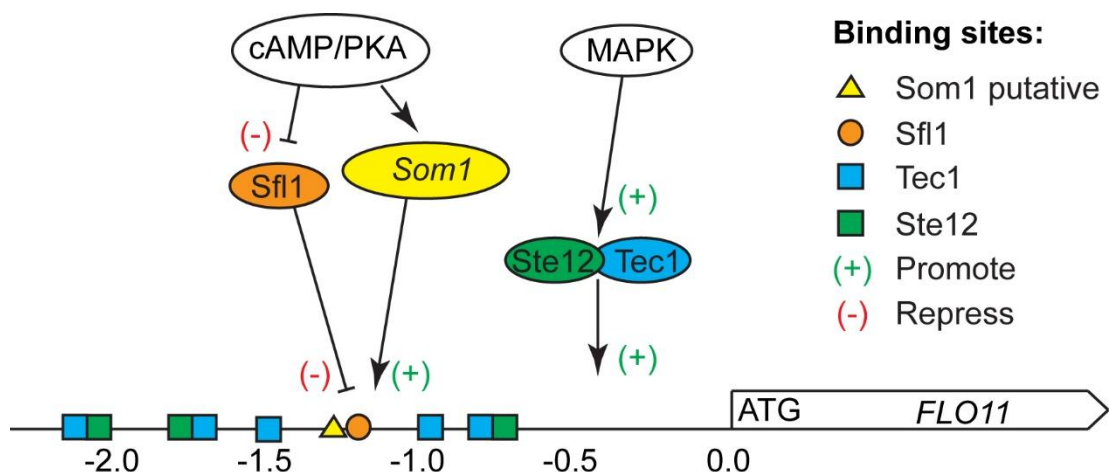 cAMP/PKA
MAPK
(-)
Sfl1
Som1
(+)
Ste12
Tec1
(-)
(+)
(+)
Binding sites:
Som1 putative
Sfl1
Tec1
Ste12
(+) Promote
(-) Repress
ATG
FLO11
-2.0
-1.5
-1.0
-0.5
0.0